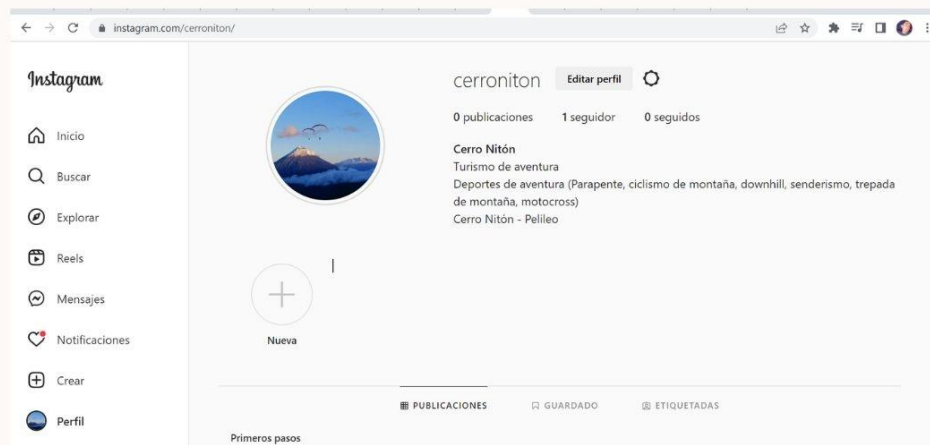 instagram.com/cerroniton/
Instagram
Inicio
Buscar
Explorar
Reels
Mensajes
Notificaciones
Crear
Perfil
cerroniton Editar perfil
0 publicaciones 1 seguidor 0 seguidos
Cerro Nitón
Turismo de aventura
Deportes de aventura (Parapente, ciclismo de montaña, downhill, senderismo, trepada
de montaña, motocross)
Cerro Nitón - Pelileo
Nueva
PUBLICACIONES GUARDADO ETIQUETADAS
Primeros pasos